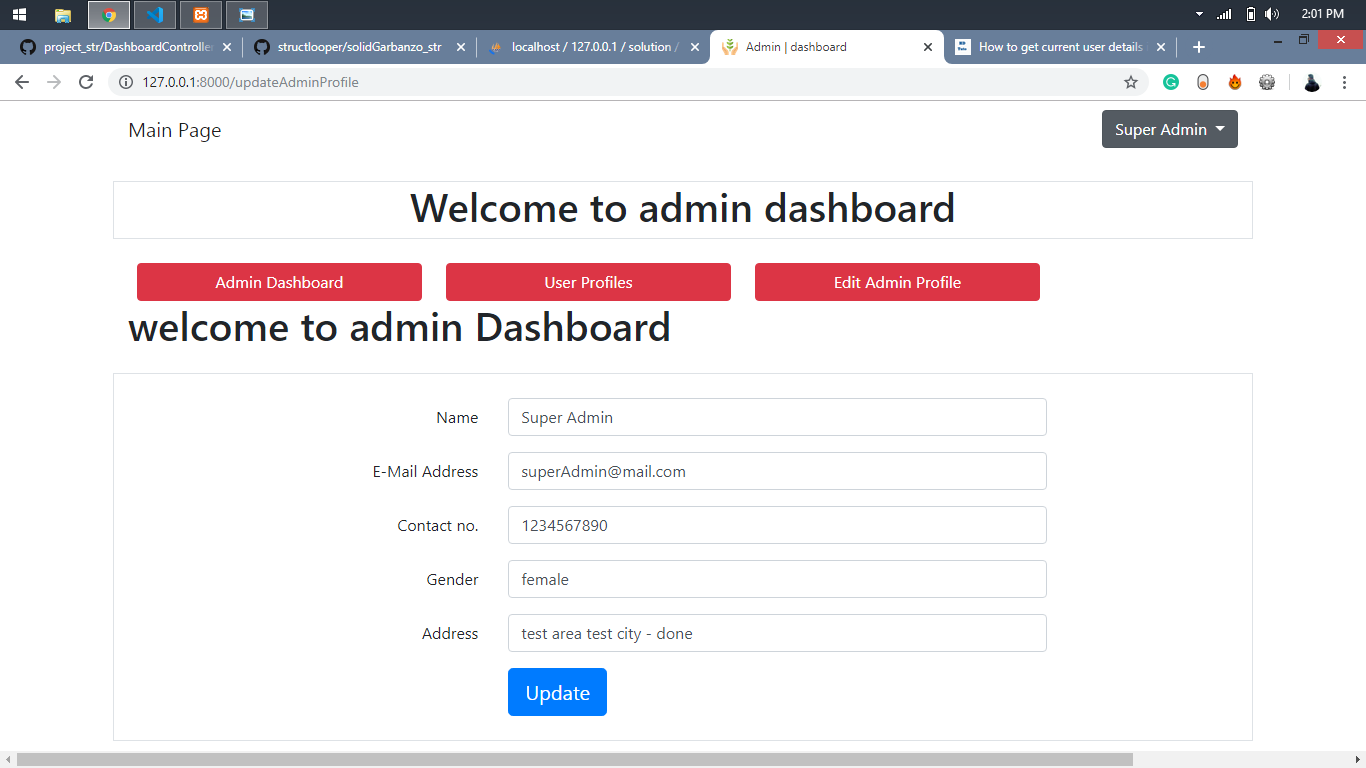 2:01 PM
project_str/DashboardController
structlooper/solidGarbanzo_str
localhost / 127.0.0.1 / solution /
Admin | dashboard
How to get current user details
127.0.0.1:8000/updateAdminProfile
Main Page
Super Admin
Welcome to admin dashboard
Admin Dashboard User Profiles Edit Admin Profile
welcome to admin Dashboard
Name Super Admin
E-Mail Address superAdmin@mail.com
Contact no. 1234567890
Gender female
Address test area test city - done
Update